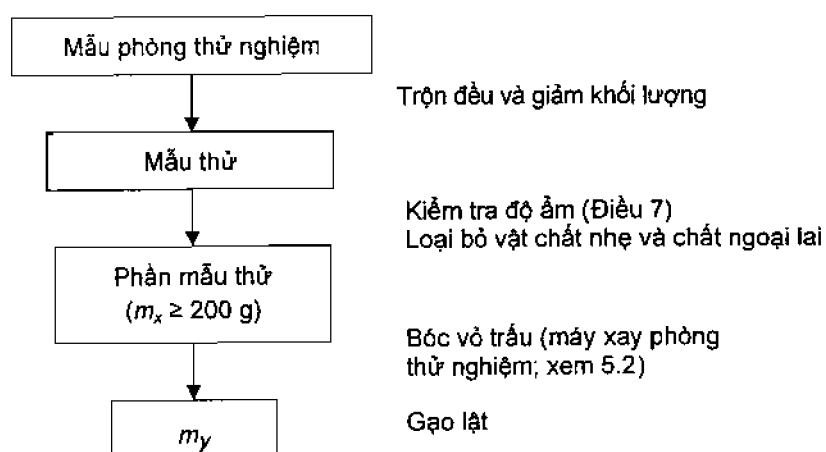 Mẫu phòng thử nghiệm
Trộn đều và giảm khối lượng
Mẫu thử
Kiểm tra độ ẩm (Điều 7)
Loại bỏ vật chất nhẹ và chất ngoại lai
Phần mẫu thử
(mₓ ≥ 200 g)
Bóc vỏ trấu (máy xay phòng
thử nghiệm; xem 5.2)
Gạo lật
my